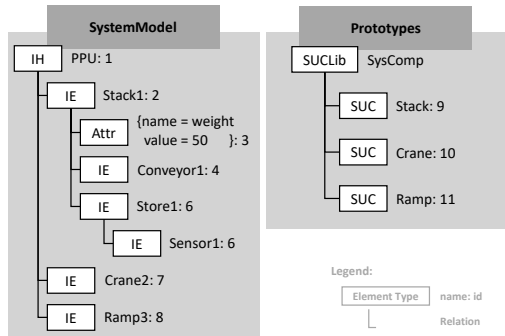 SystemModel
IH PPU: 1
IE Stack1: 2
Attr {name = weight
value = 50 }: 3
IE Conveyor1: 4
IE Store1: 6
IE Sensor1: 6
IE Crane2: 7
IE Ramp3: 8
Prototypes
SUCLib SysComp
SUC Stack: 9
SUC Crane: 10
SUC Ramp: 11
Legend:
Element Type name: id
Relation